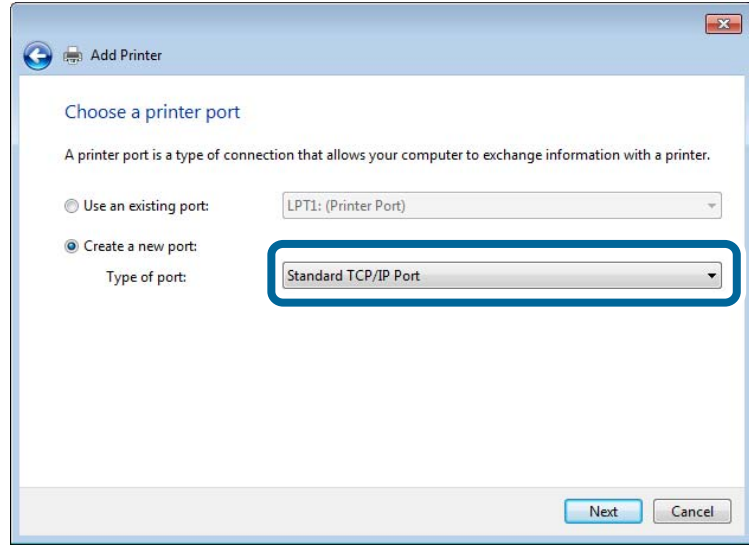 Add Printer
Choose a printer port
A printer port is a type of connection that allows your computer to exchange information with a printer.
Use an existing port: LPT1: (Printer Port)
Create a new port:
Type of port: Standard TCP/IP Port
Next Cancel